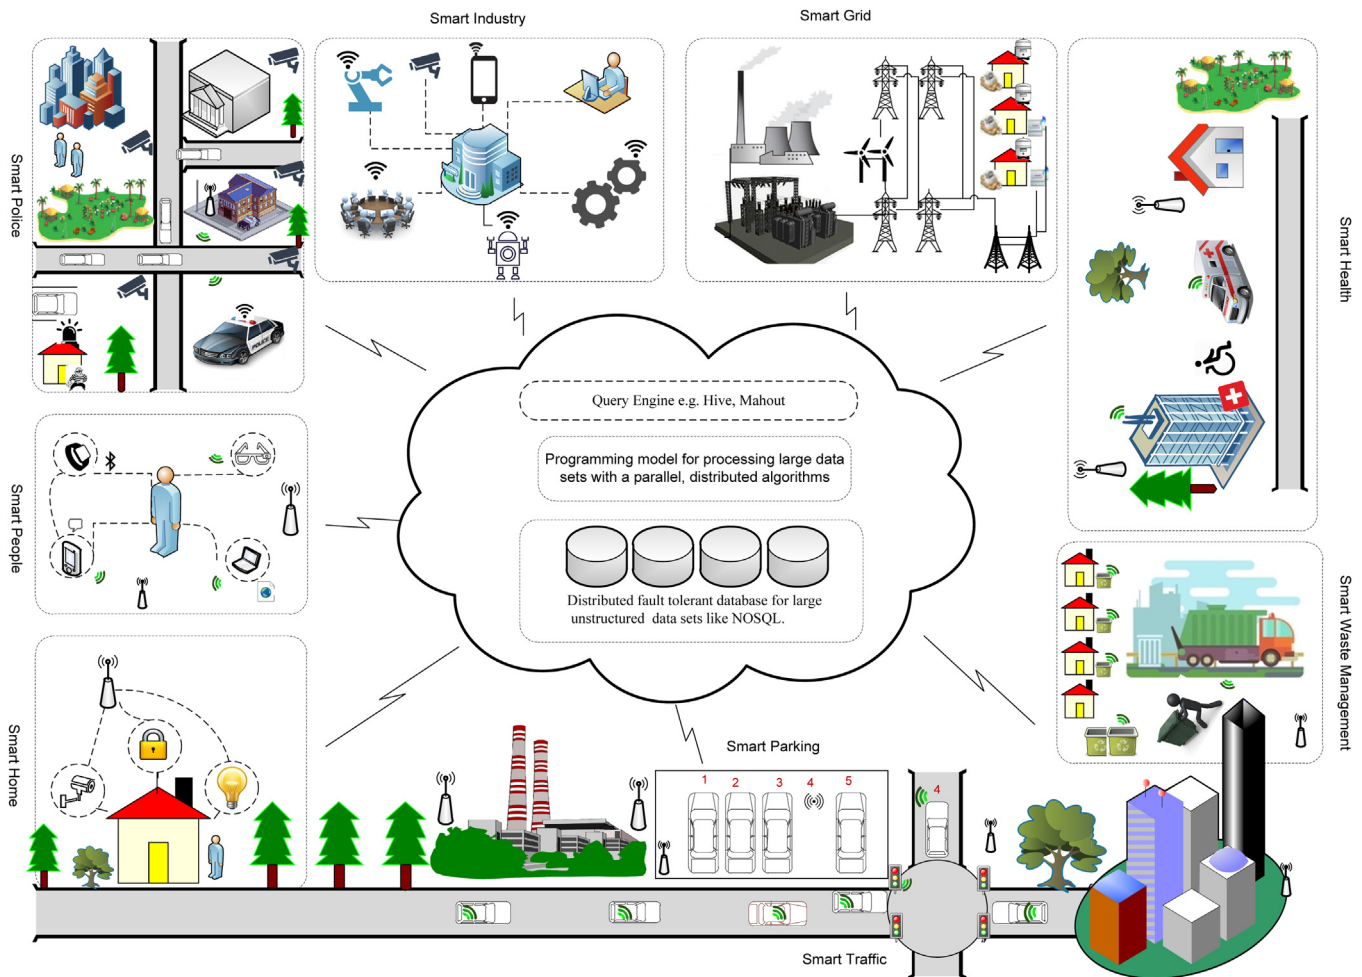 Smart Industry
Smart Grid
Smart Police
POLICE
Smart Health
Query Engine e.g. Hive, Mahout
Programming model for processing large data
sets with a parallel, distributed algorithms
Distributed fault tolerant database for large
unstructured data sets like NOSQL.
Smart People
Smart Waste Management
Smart Home
Smart Parking
1 2 3 4 5
4
Smart Traffic